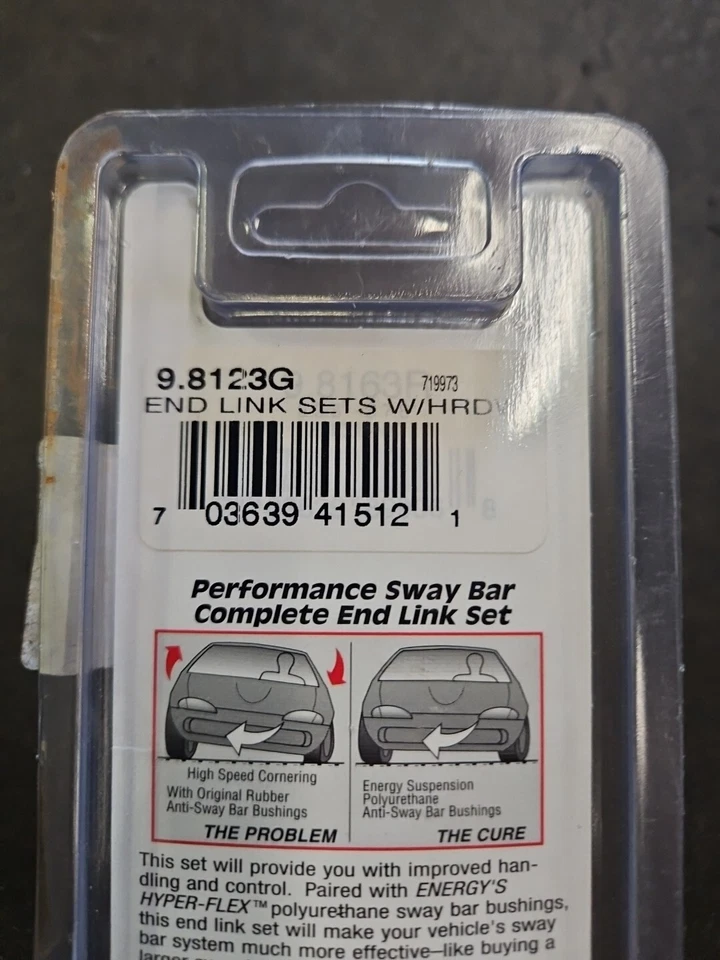 9.8123G 719973
END LINK SETS W/HRD
7 03639 41512 1
Performance Sway Bar
Complete End Link Set
High Speed Cornering
With Original Rubber
Anti-Sway Bar Bushings
THE PROBLEM
Energy Suspension
Polyurethane
Anti-Sway Bar Bushings
THE CURE
This set will provide you with improved han-
dling and control. Paired with ENERGY'S
HYPER-FLEX™ polyurethane sway bar bushings,
this end link set will make your vehicle's sway
bar system much more effective–like buying a